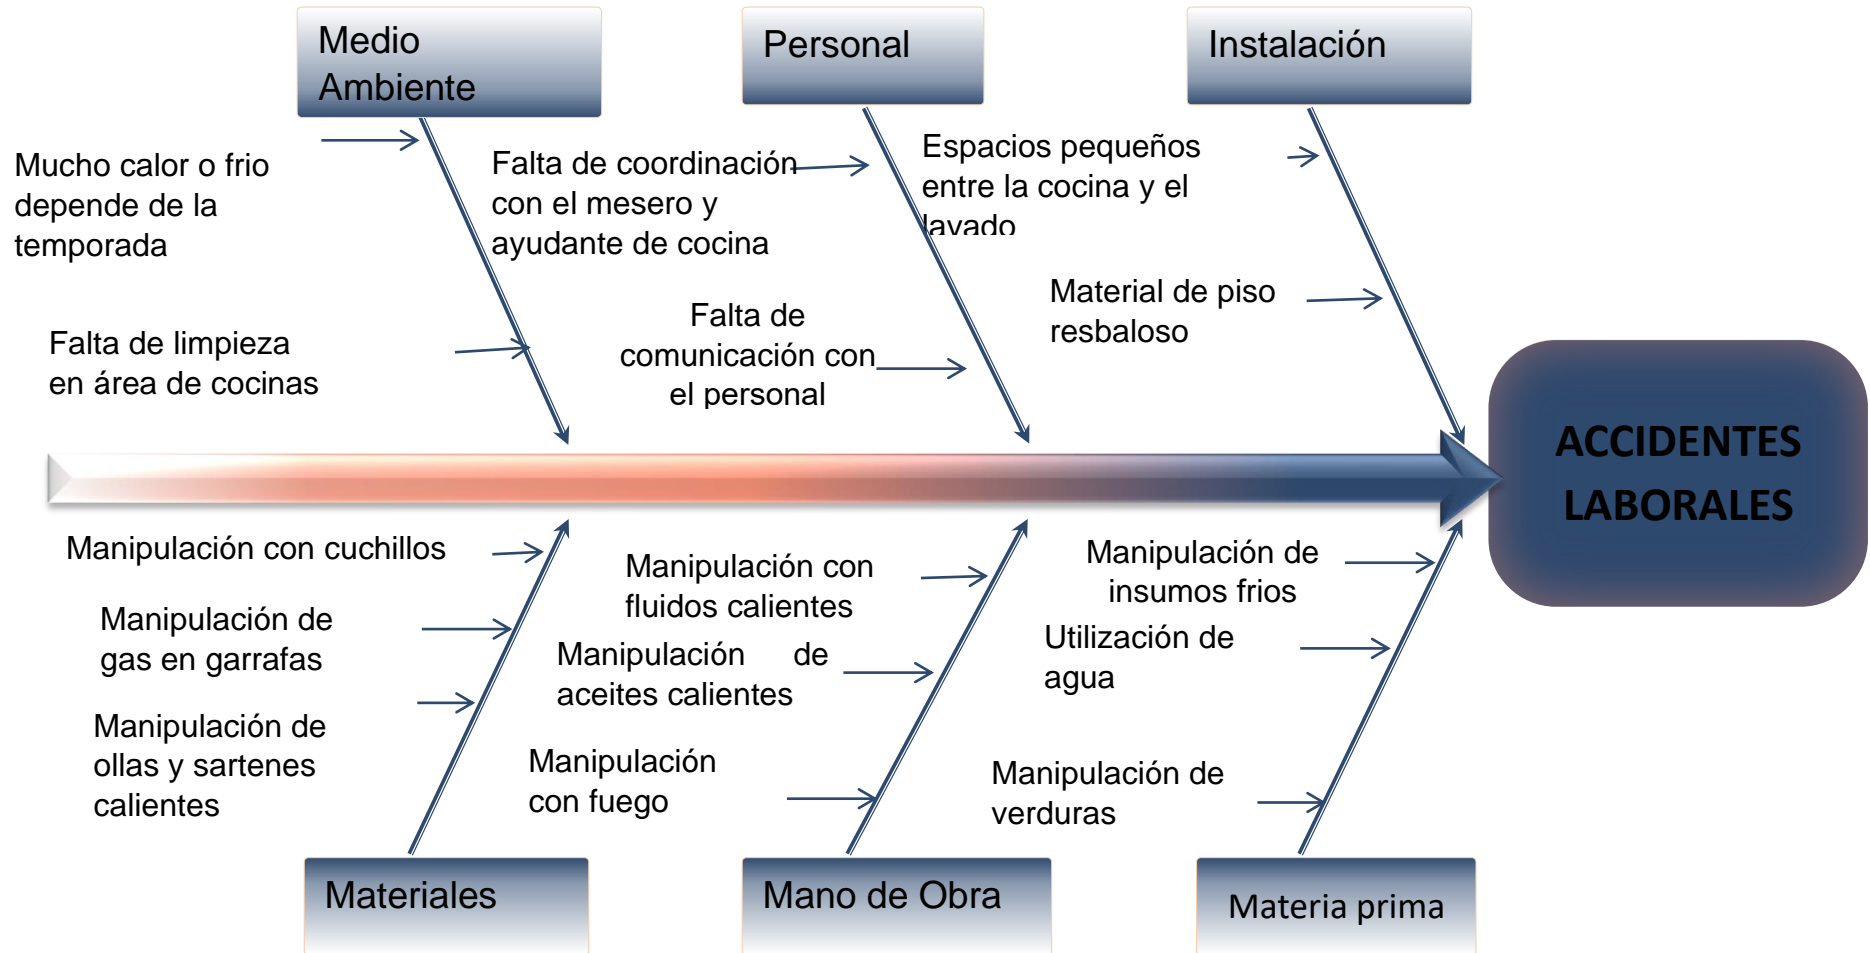 Medio
Ambiente
Personal
Instalación
Mucho calor o frio
depende de la
temporada
Falta de limpieza
en área de cocinas
Falta de coordinación
con el mesero y
ayudante de cocina
Falta de
comunicación con
el personal
Espacios pequeños
entre la cocina y el
lavado
Material de piso
resbaloso
ACCIDENTES
LABORALES
Manipulación con cuchillos
Manipulación de
gas en garrafas
Manipulación de
ollas y sartenes
calientes
Manipulación con
fluidos calientes
Manipulación de
aceites calientes
Manipulación
con fuego
Manipulación de
insumos frios
Utilización de
agua
Manipulación de
verduras
Materiales
Mano de Obra
Materia prima